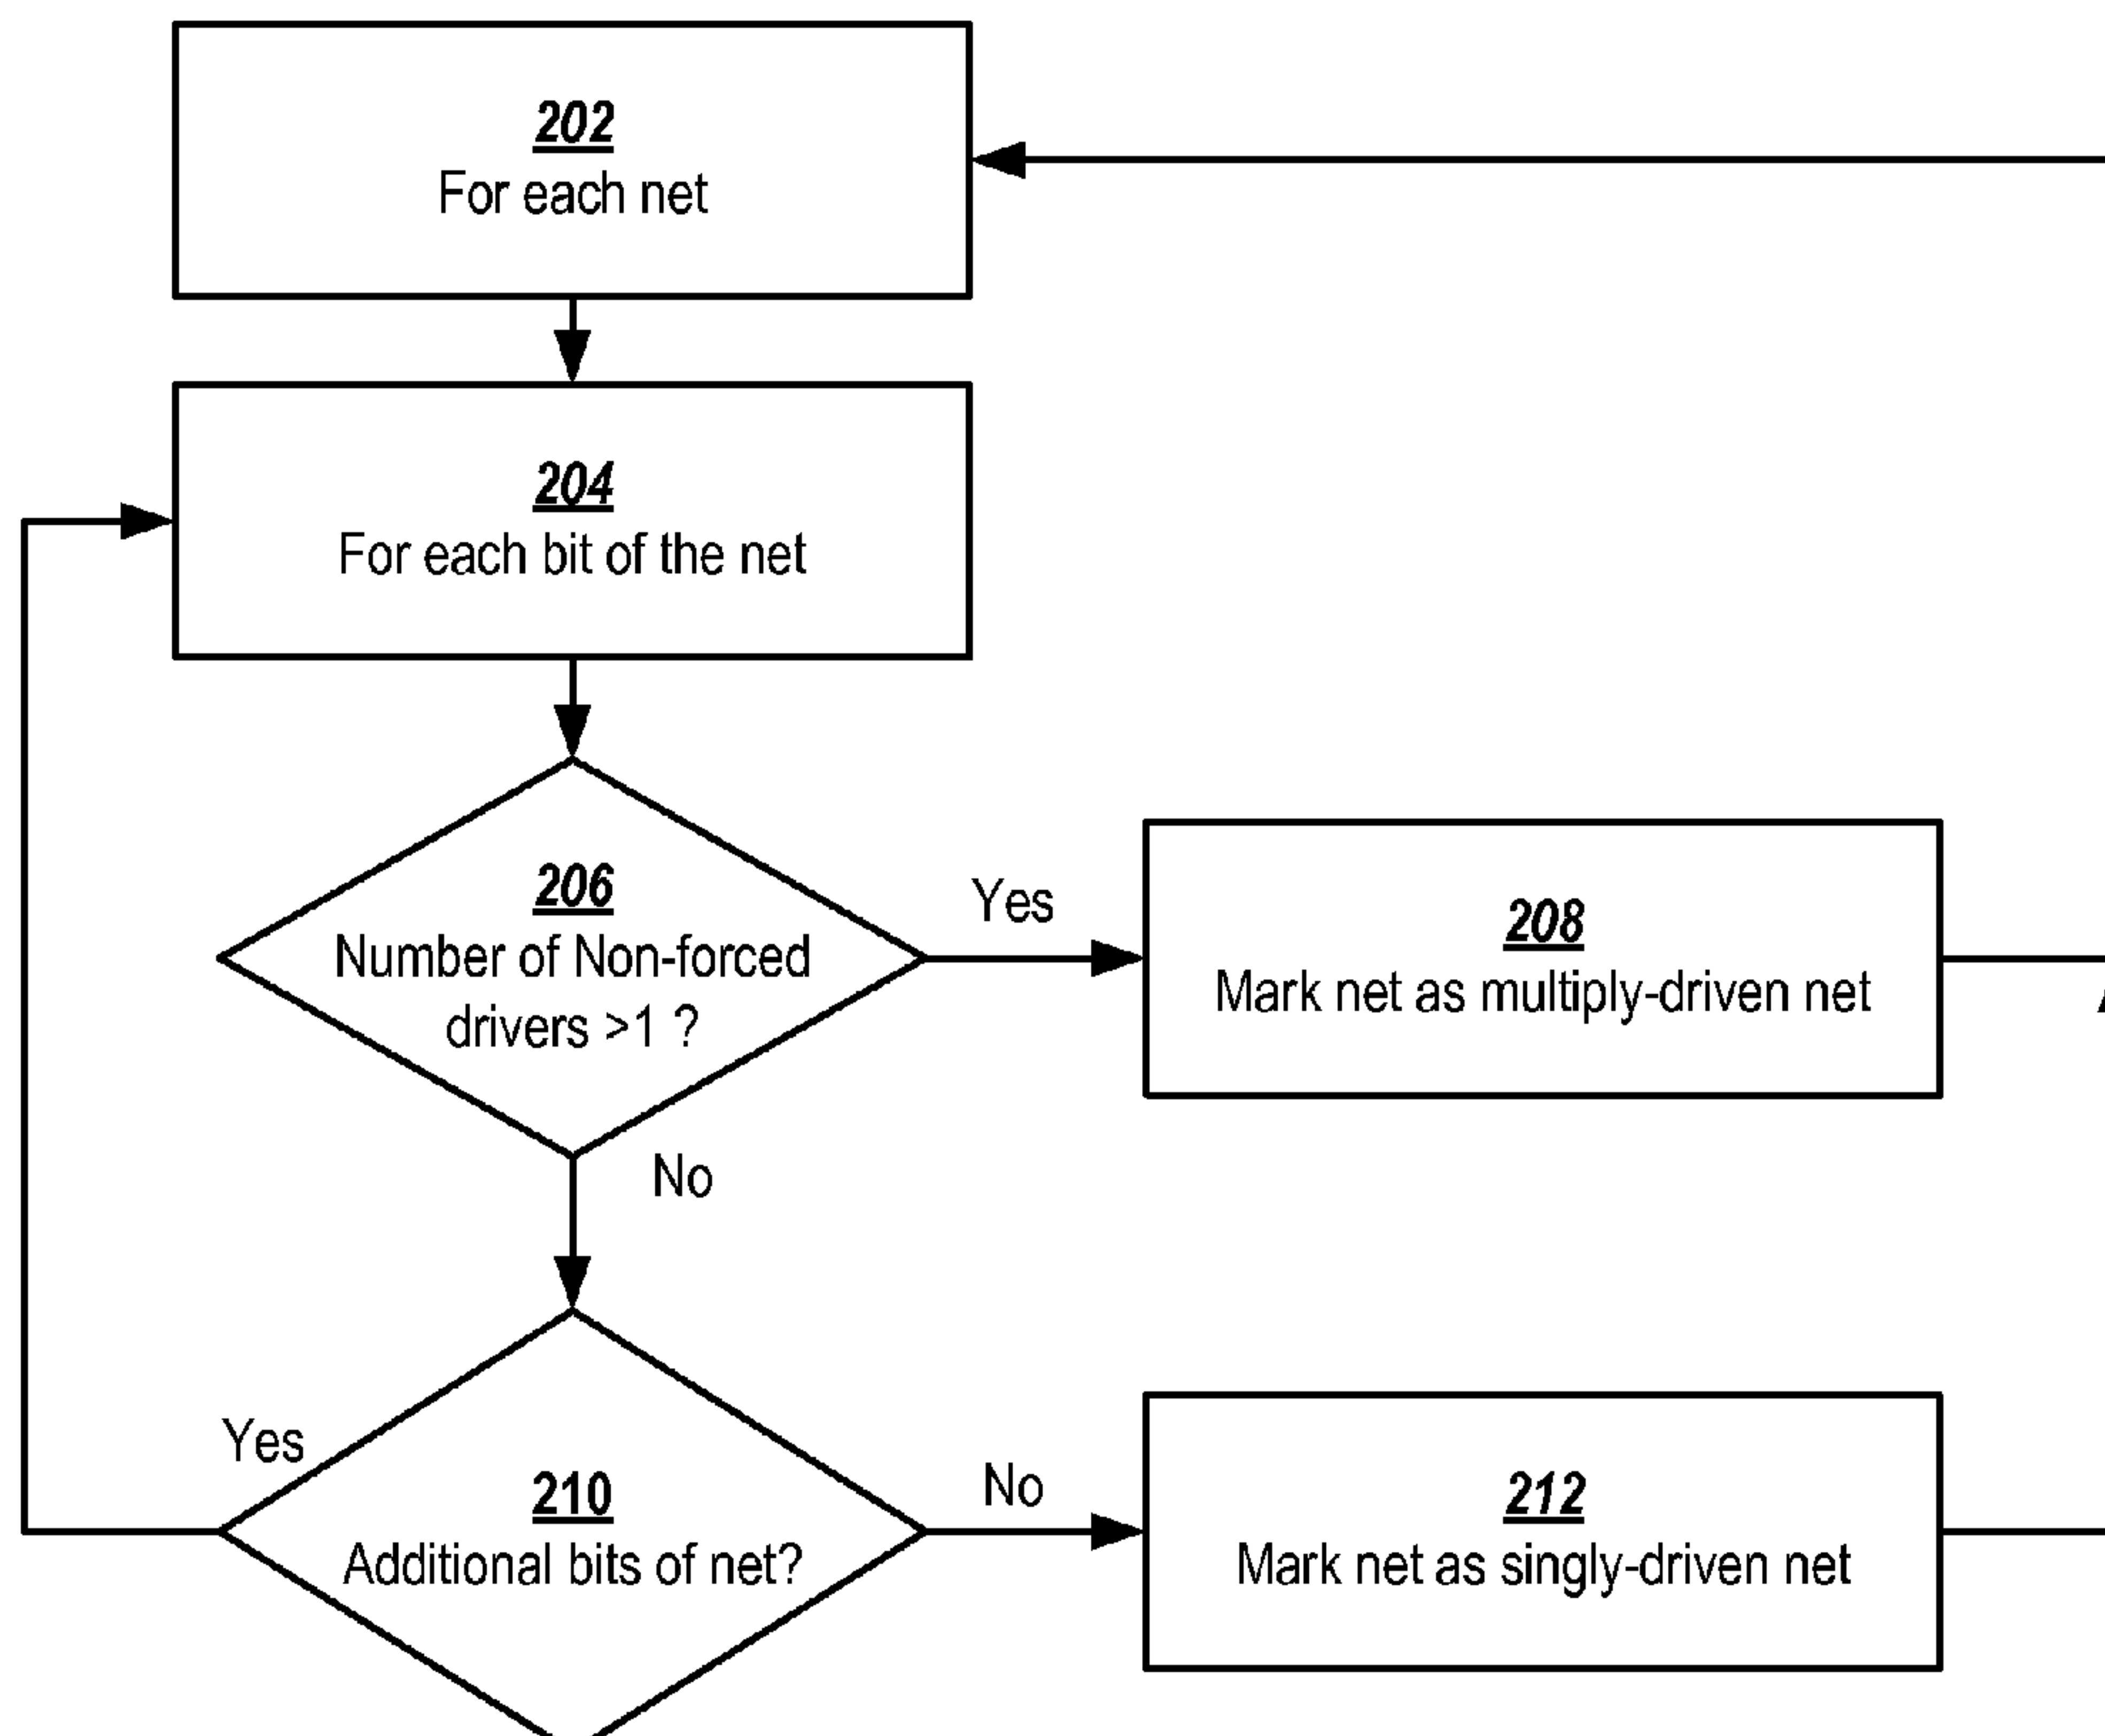 202
For each net
204
For each bit of the net
206
Number of Non-forced
drivers >1 ?
Yes
208
Mark net as multiply-driven net
No
Yes
210
Additional bits of net?
No
212
Mark net as singly-driven net